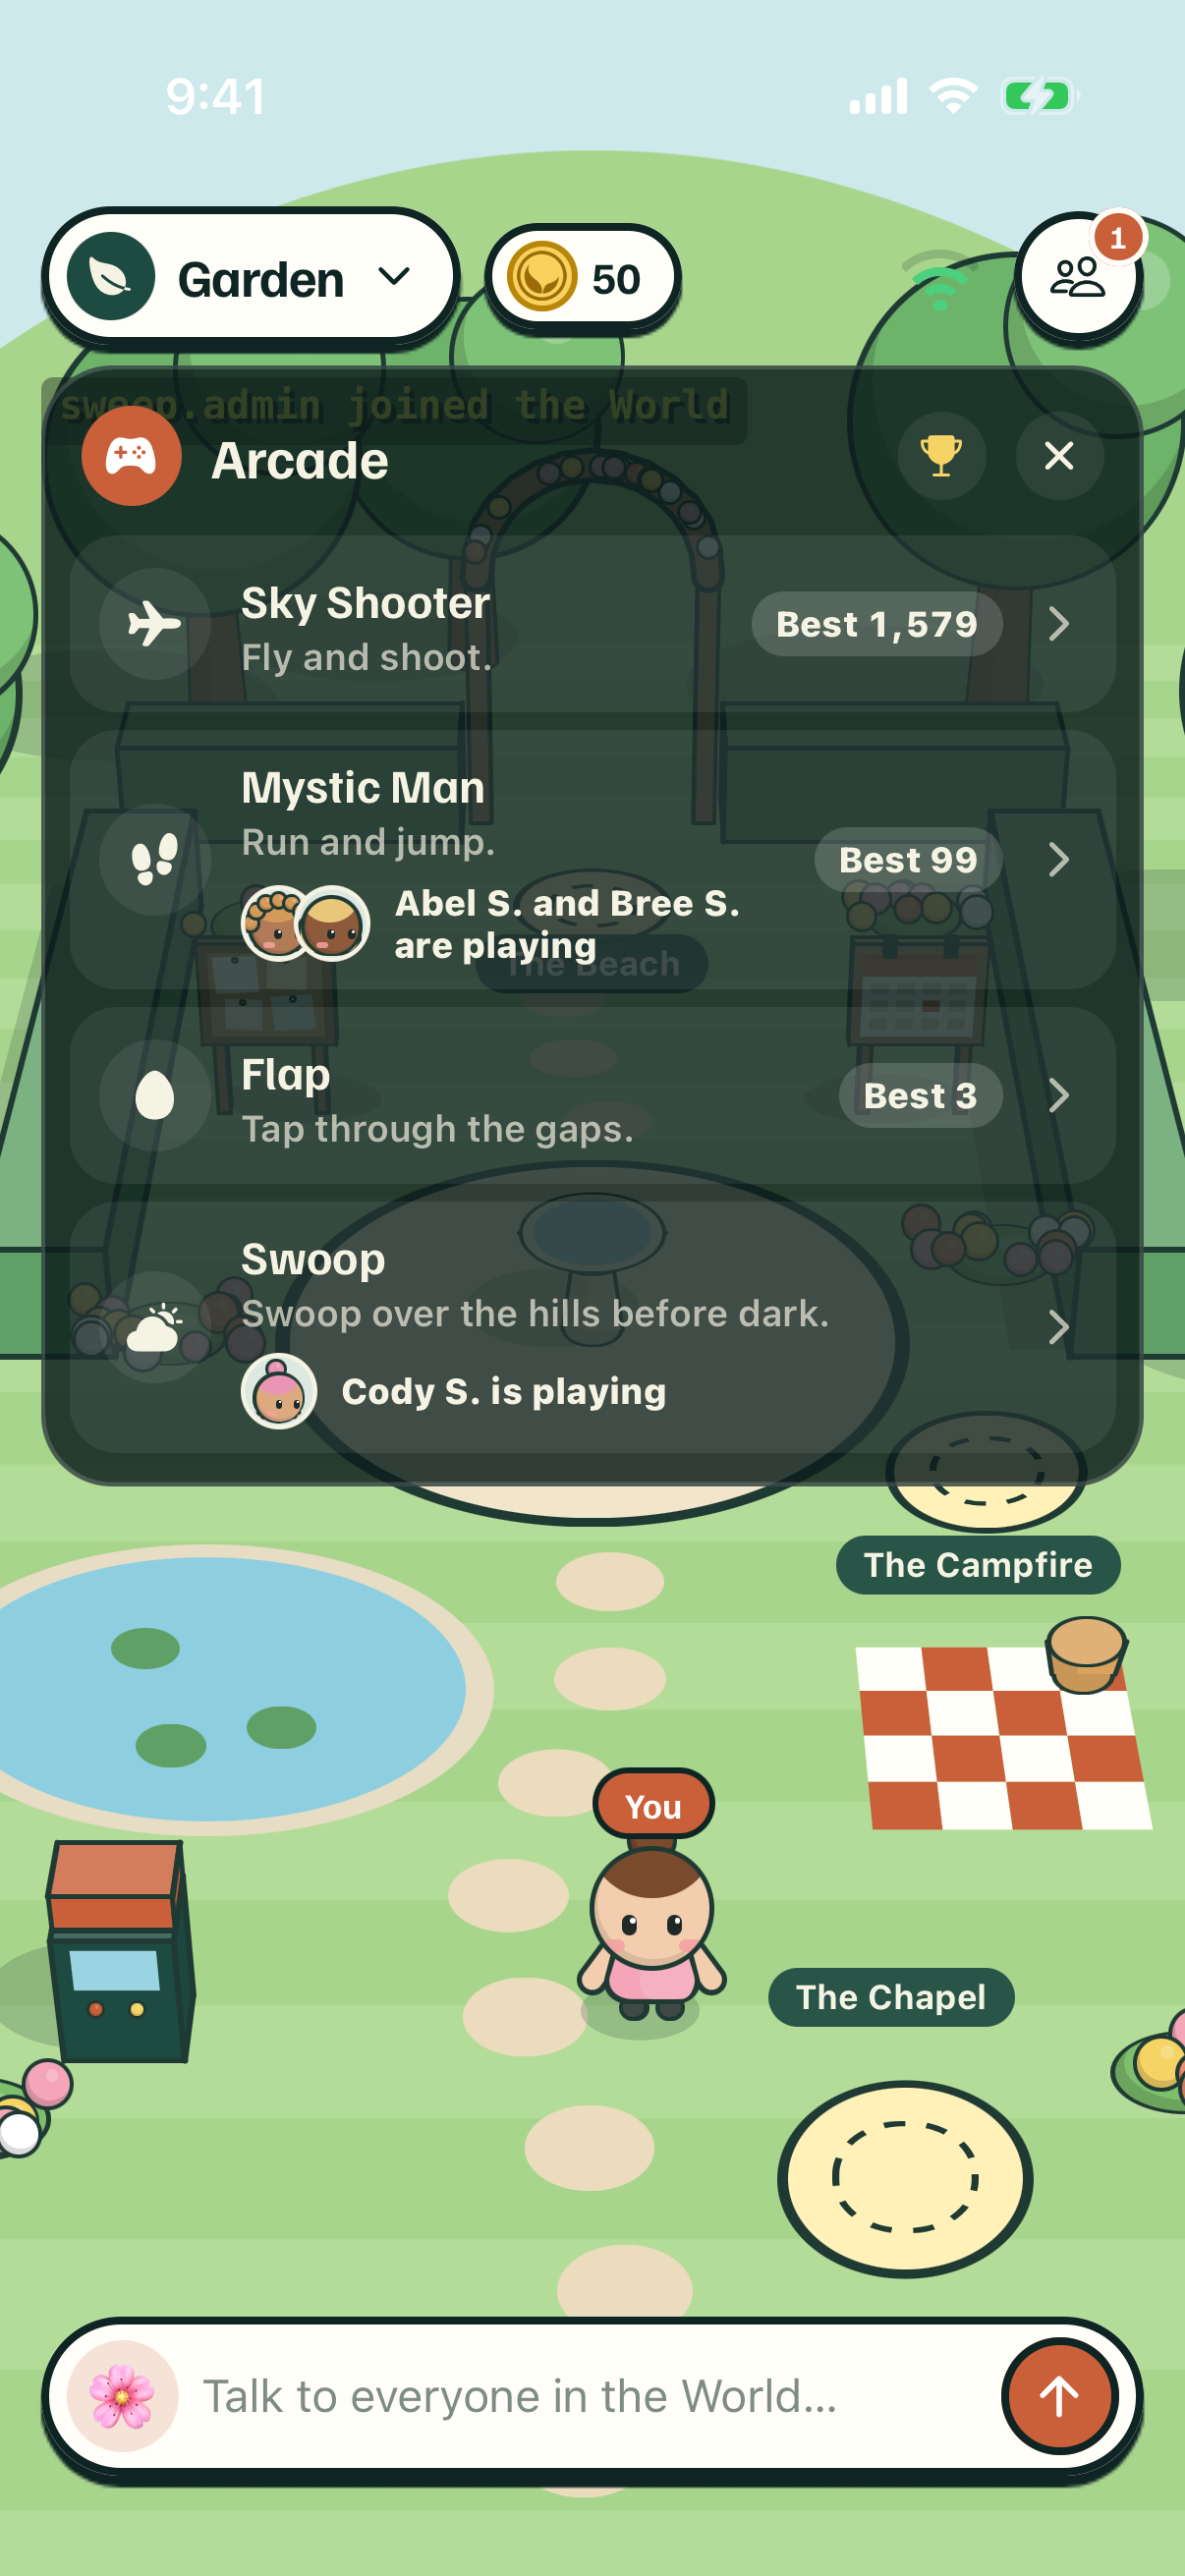 9:41
Garden
50
1
sweep.admin joined the World
Arcade
Sky Shooter
Fly and shoot.
Best 1,579
Mystic Man
Run and jump.
Best 99
Abel S. and Bree S.
are playing
The Beach
Flap
Tap through the gaps.
Best 3
Swoop
Swoop over the hills before dark.
Cody S. is playing
The Campfire
You
The Chapel
Talk to everyone in the World...